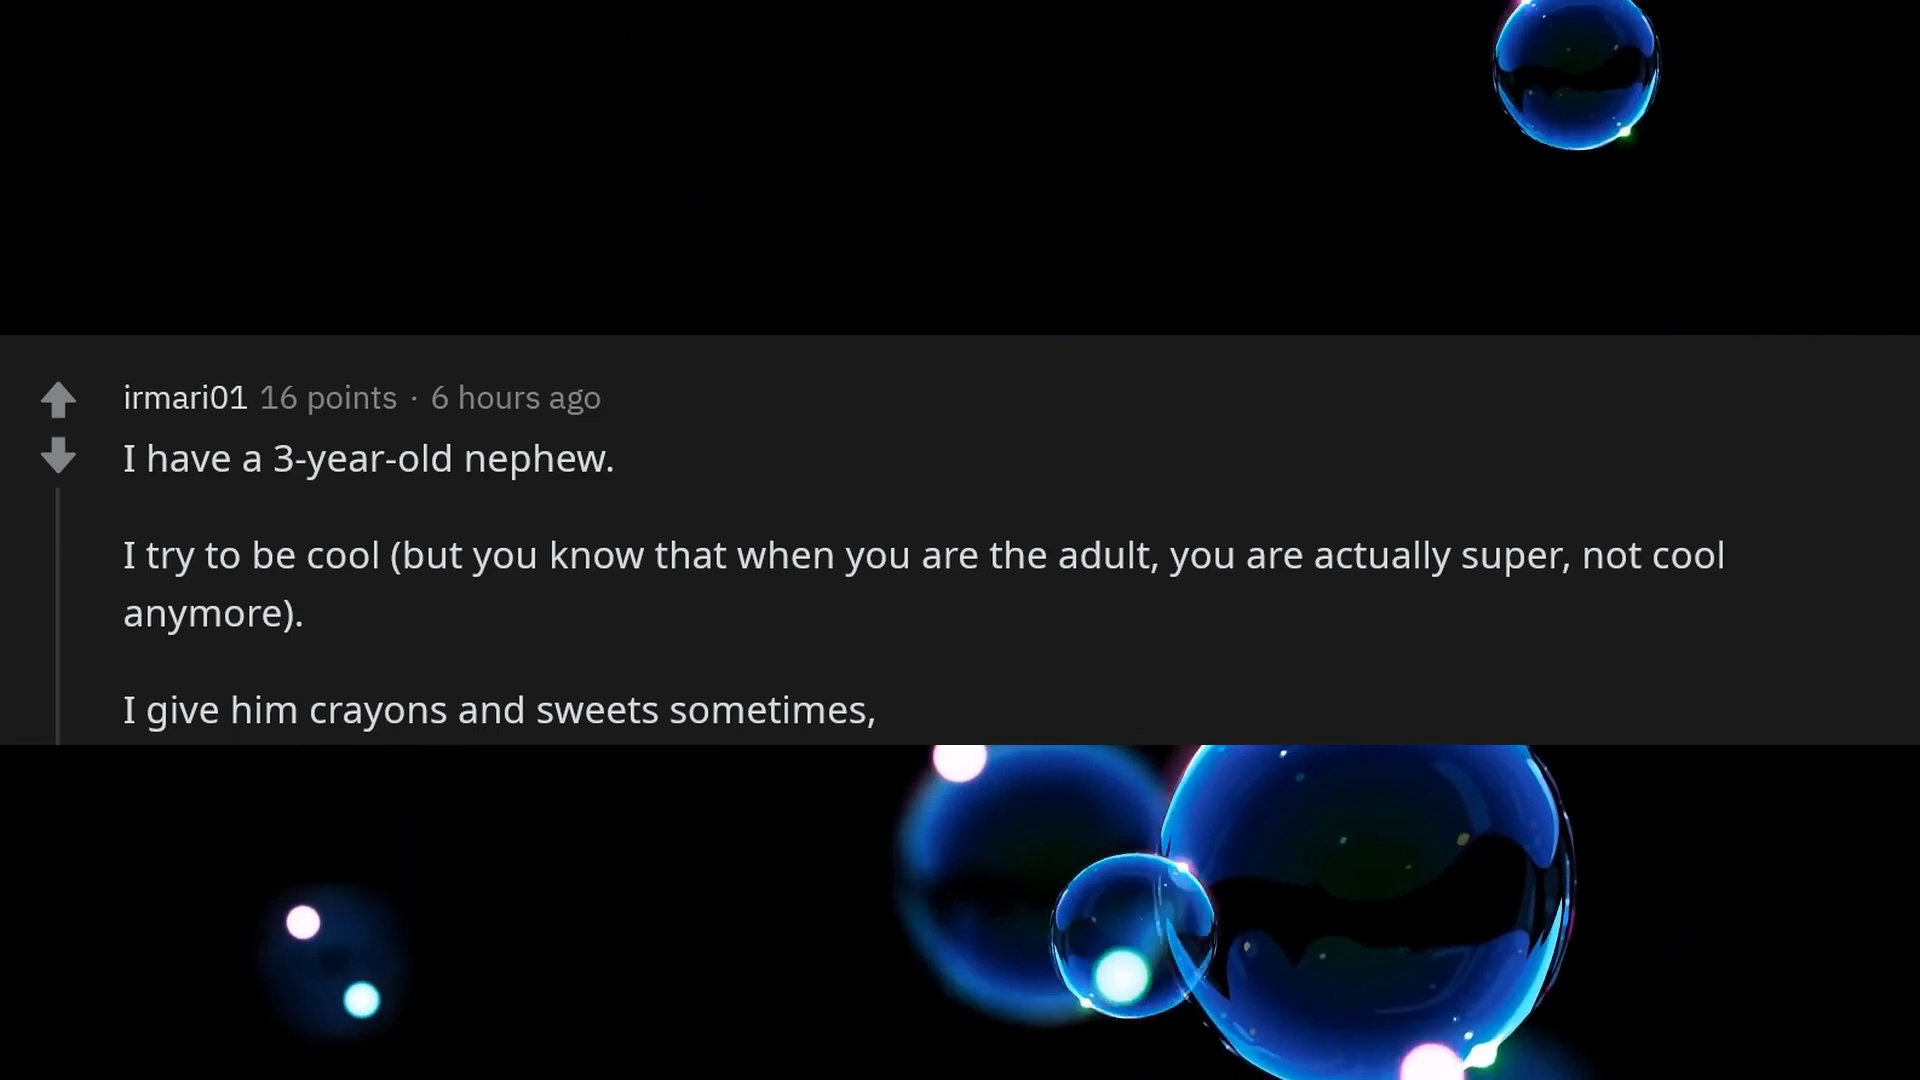 irmari01 16 points · 6 hours ago
I have a 3-year-old nephew.
I try to be cool (but you know that when you are the adult, you are actually super, not cool
anymore).
I give him crayons and sweets sometimes,